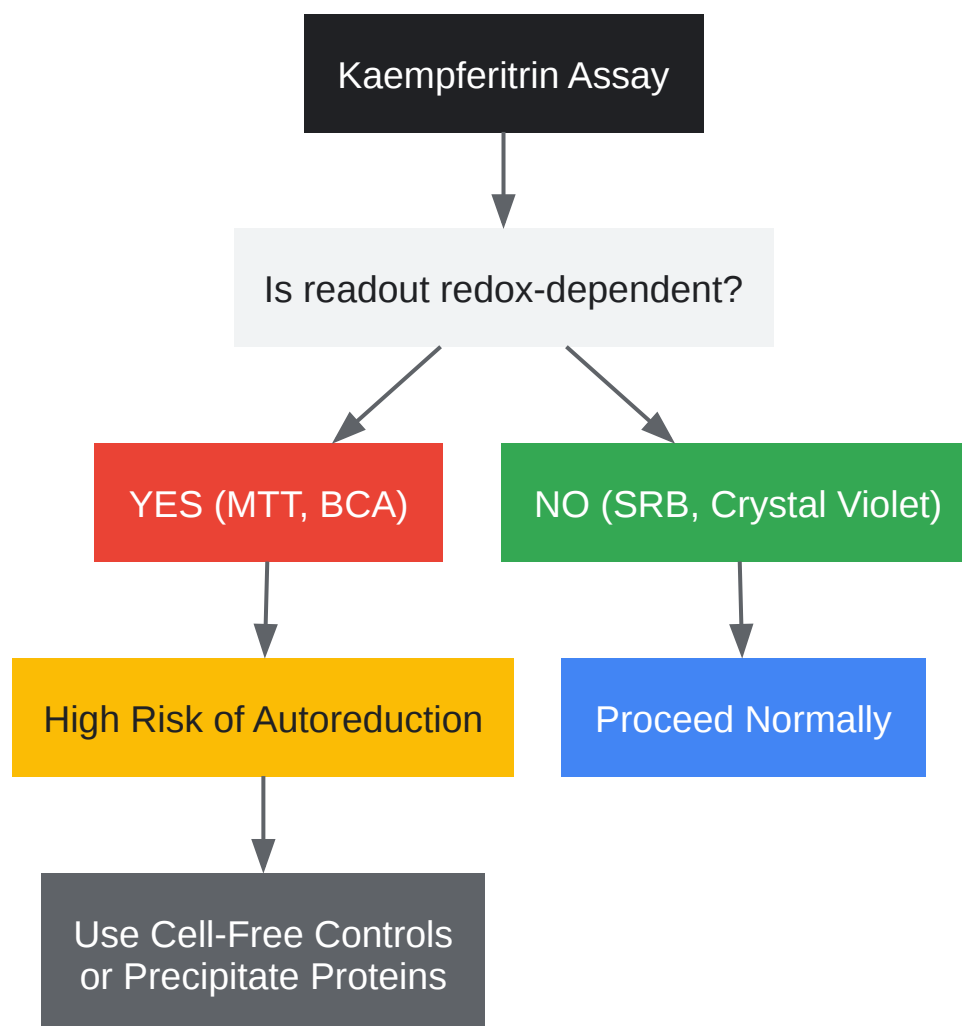 Kaempferitrin Assay
Is readout redox-dependent?
YES (MTT, BCA)
NO (SRB, Crystal Violet)
High Risk of Autoreduction
Proceed Normally
Use Cell-Free Controls
or Precipitate Proteins